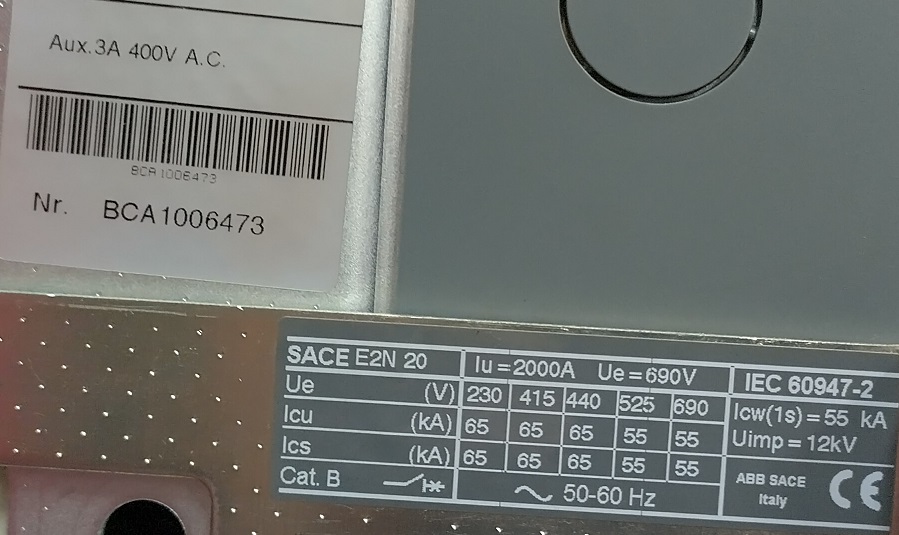 Aux.3A 400V A.C.
BCA1006473
Nr. BCA1006473
SACE E2N 20 Iu=2000A Ue=690V IEC 60947-2
Ue (V) 230 415 440 525 690
Icu (kA) 65 65 65 55 55 Icw(1s)=55 kA
Ics (kA) 65 65 65 55 55 Uimp=12kV
Cat. B ~ 50-60 Hz ABB SACE
Italy CE